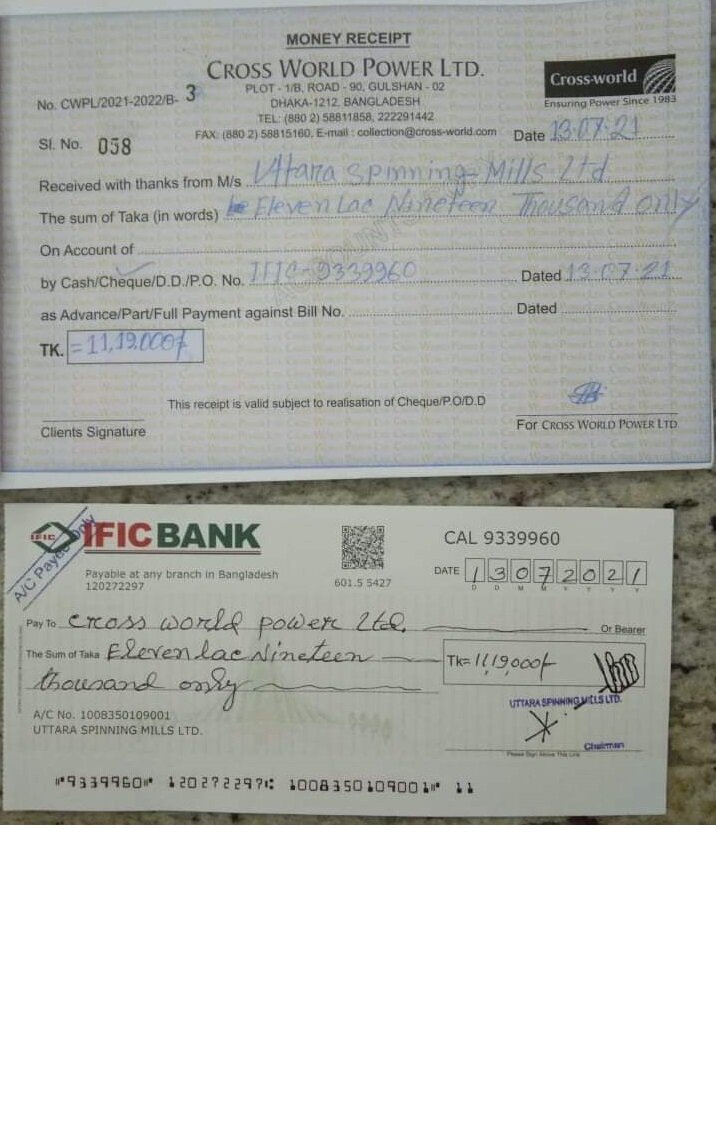 MONEY RECEIPT
CROSS WORLD POWER LTD.
PLOT - 1/B, ROAD - 90, GULSHAN - 02
DHAKA-1212, BANGLADESH
TEL: (880 2) 58811858, 222291442
FAX: (880 2) 58815160, E-mail : collection@cross-world.com
Cross-world
Ensuring Power Since 1983
No. CWPL/2021-2022/B- 3
Sl. No. 058
Date 13.07.21
Received with thanks from M/s Uttara Spinning Mills Ltd
The sum of Taka (in words) Eleven Lac Nineteen Thousand only
On Account of
by Cash/Cheque/D.D./P.O. No. IFIC-9339960 Dated 13.07.21
as Advance/Part/Full Payment against Bill No. Dated
TK. =11,19,000/-
This receipt is valid subject to realisation of Cheque/P.O/D.D
Clients Signature
For CROSS WORLD POWER LTD
A/C Payee Only
IFIC
IFIC BANK
Payable at any branch in Bangladesh
120272297
601.5 5427
CAL 9339960
DATE 13072021
D D M M Y Y Y Y
Pay To Cross world power Ltd. Or Bearer
The Sum of Taka Eleven lac Nineteen
thousand only
Tk= 11,19,000/-
A/C No. 1008350109001
UTTARA SPINNING MILLS LTD.
UTTARA SPINNING MILLS LTD.
Chairman
Please Sign Above This Line
⑈9339960⑈ 120272297⑆ 1008350109001⑈ 11